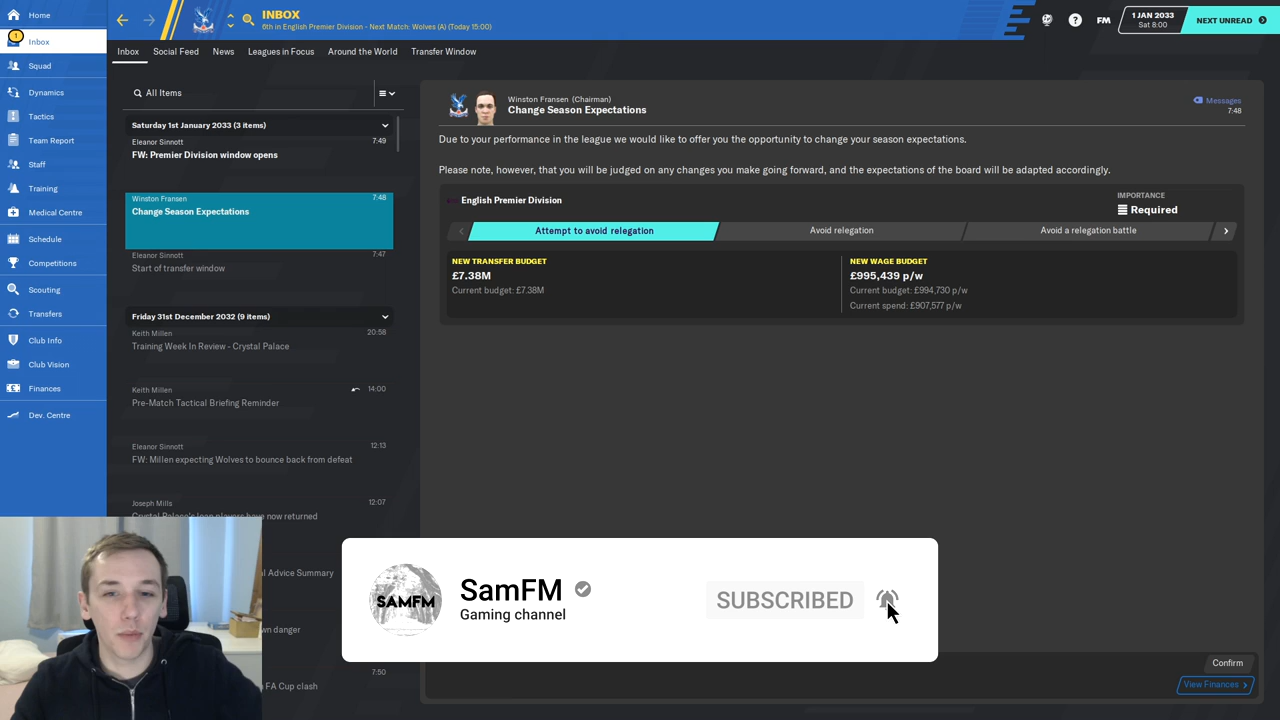 Home
INBOX
6th in English Premier Division - Next Match: Wolves (A) (Today 15:00)
FM
1 JAN 2033
Sat 8:00
NEXT UNREAD
1
Inbox
Inbox
Social Feed
News
Leagues in Focus
Around the World
Transfer Window
Squad
Dynamics
Tactics
Team Report
Staff
Training
Medical Centre
Schedule
Competitions
Scouting
Transfers
Club Info
Club Vision
Finances
Dev. Centre
All Items
Saturday 1st January 2033 (3 items)
Eleanor Sinnott
7:49
FW: Premier Division window opens
Winston Fransen
7:48
Change Season Expectations
Eleanor Sinnott
7:47
Start of transfer window
Friday 31st December 2032 (9 items)
Keith Millen
20:58
Training Week In Review - Crystal Palace
Keith Millen
14:00
Pre-Match Tactical Briefing Reminder
Eleanor Sinnott
12:13
FW: Millen expecting Wolves to bounce back from defeat
Joseph Mills
12:07
Crystal Palace's loan players have now returned
Advice Summary
danger
7:50
FA Cup clash
Winston Fransen (Chairman)
Change Season Expectations
Messages
7:48
Due to your performance in the league we would like to offer you the opportunity to change your season expectations.
Please note, however, that you will be judged on any changes you make going forward, and the expectations of the board will be adapted accordingly.
English Premier Division
IMPORTANCE
Required
Attempt to avoid relegation
Avoid relegation
Avoid a relegation battle
NEW TRANSFER BUDGET
£7.38M
Current budget: £7.38M
NEW WAGE BUDGET
£995,439 p/w
Current budget: £994,730 p/w
Current spend: £907,577 p/w
SAMFM
SamFM
Gaming channel
SUBSCRIBED
Confirm
View Finances